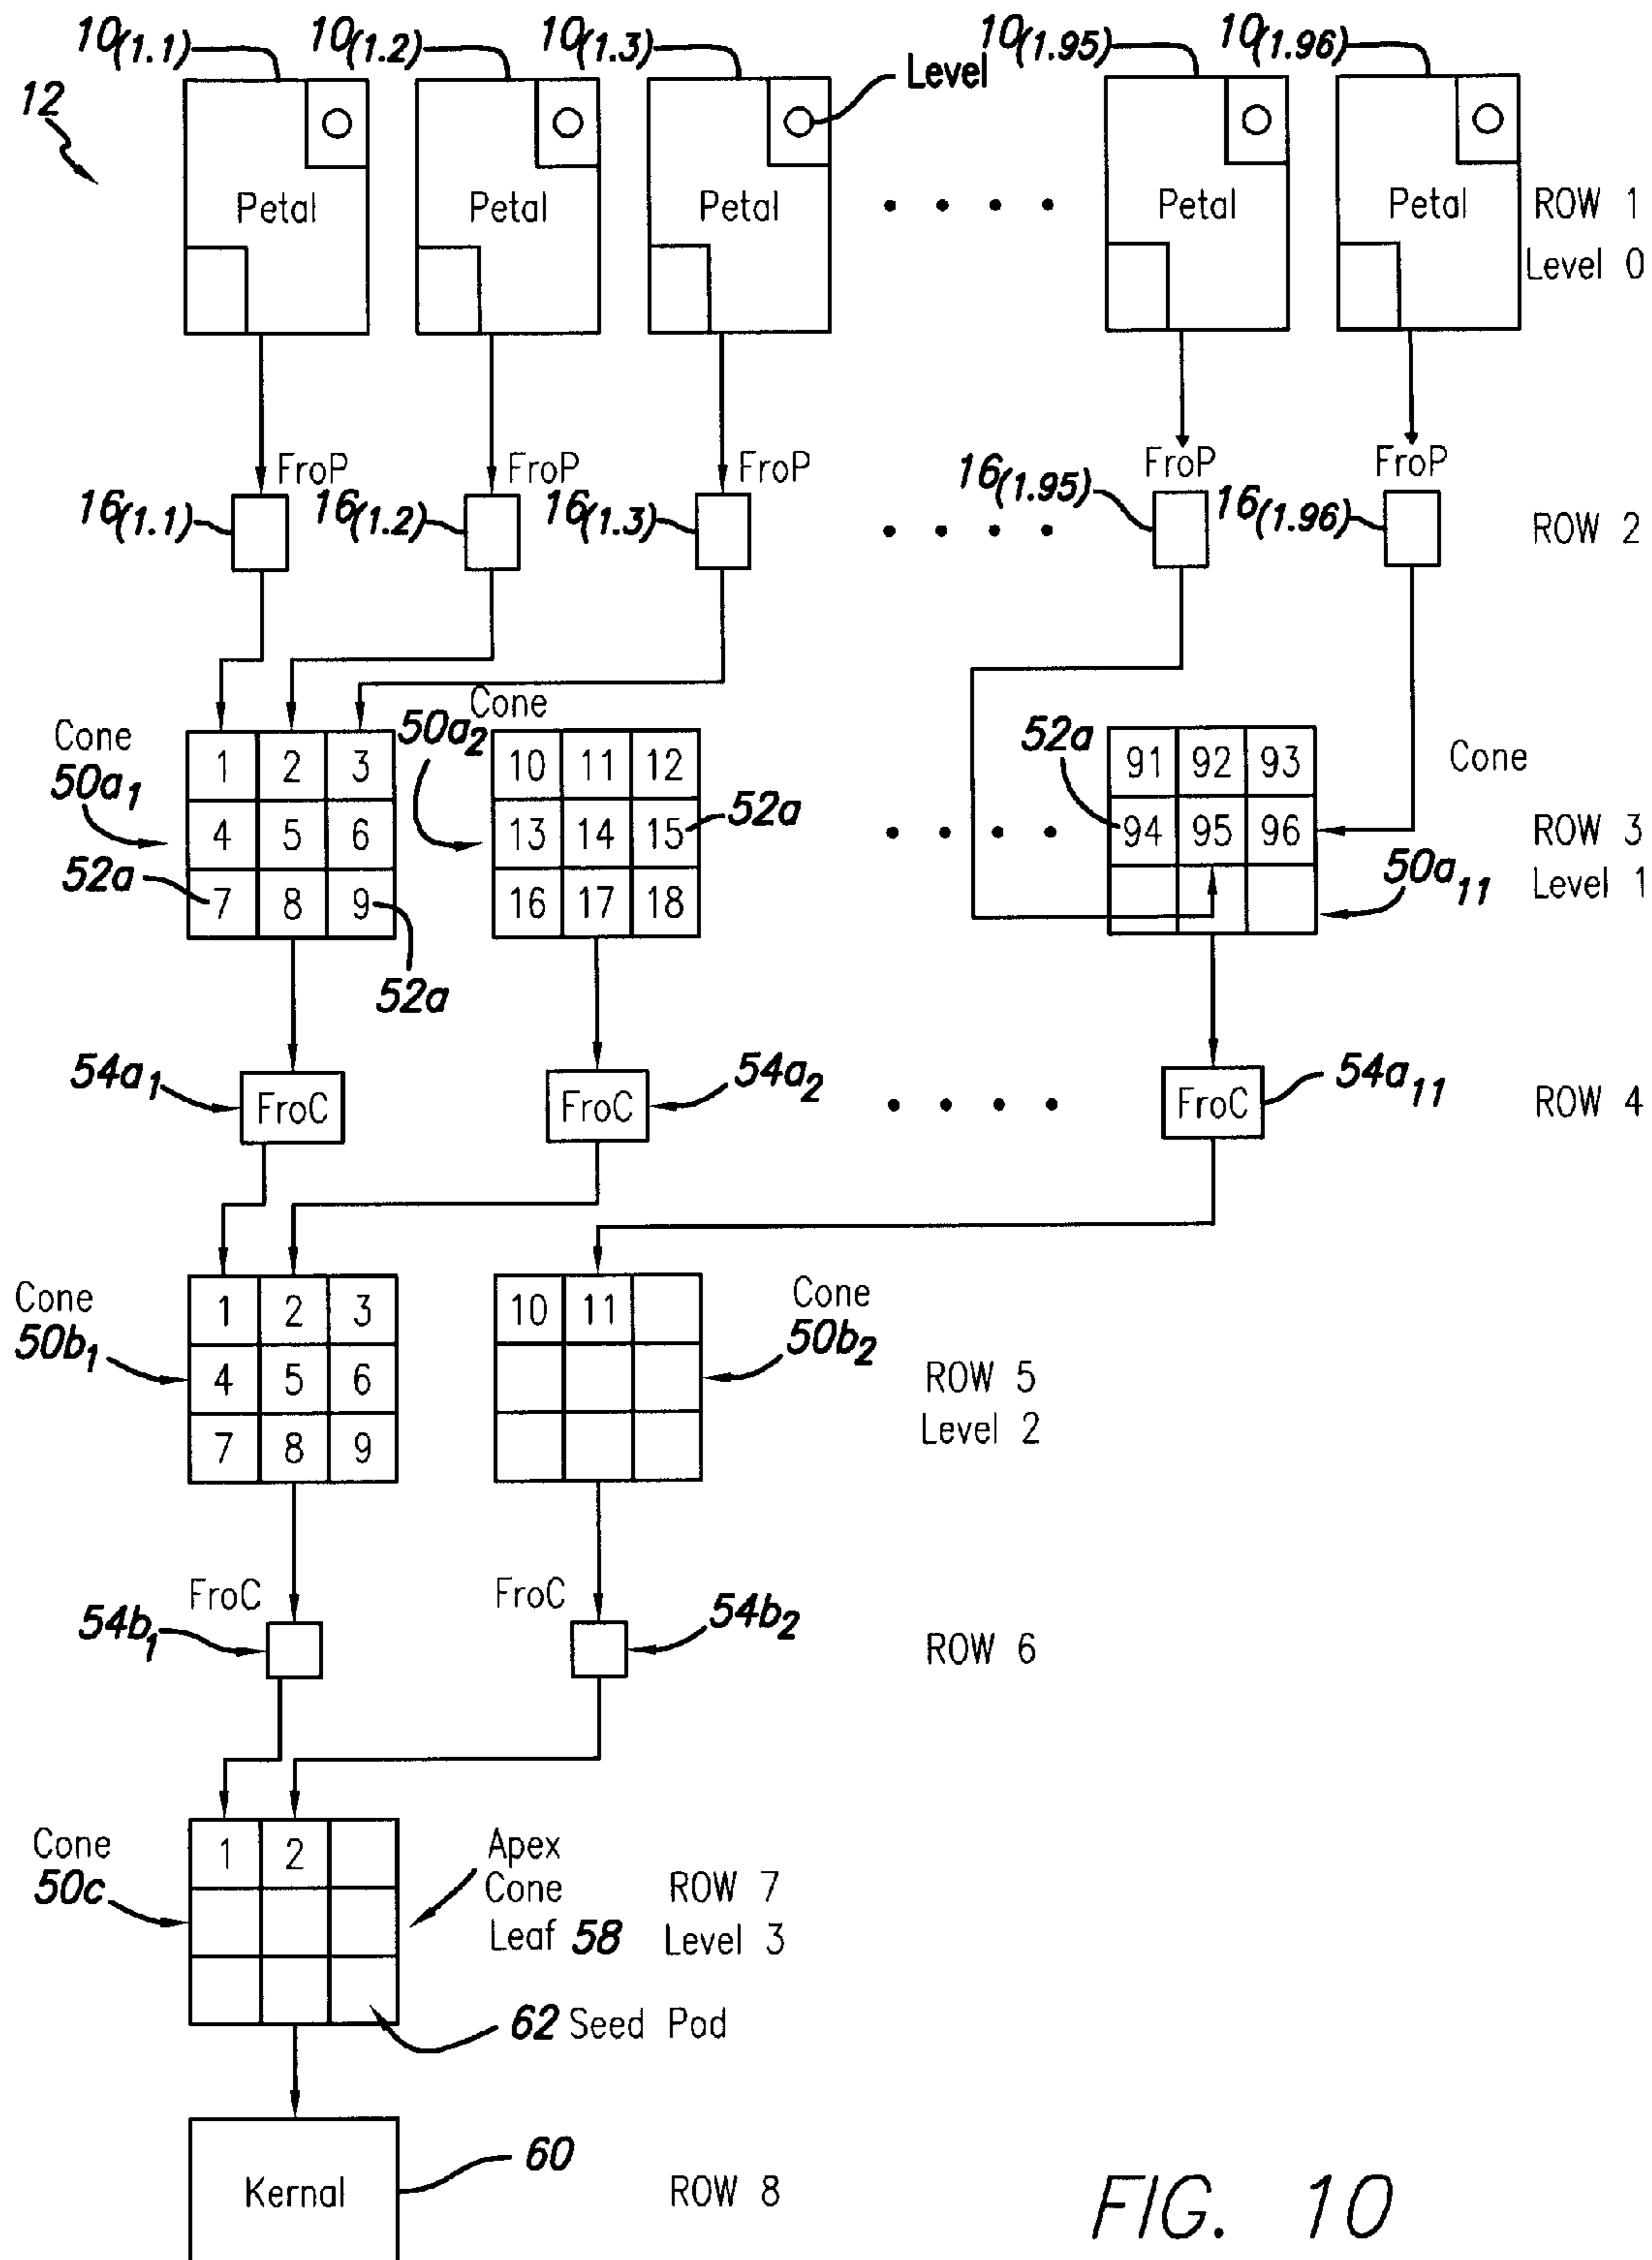 10(1.1) 10(1.2) 10(1.3) 10(1.95) 10(1.96)
Level
12
Petal Petal Petal Petal Petal ROW 1
Level 0
FroP FroP FroP FroP FroP
16(1.1) 16(1.2) 16(1.3) 16(1.95) 16(1.96) ROW 2
Cone 50a1
Cone 50a2
52a
Cone
1 2 3 10 11 12 91 92 93
4 5 6 13 14 15 52a 94 95 96 ROW 3
52a 7 8 9 16 17 18 50a11 Level 1
52a
54a1 FroC FroC 54a2 FroC 54a11 ROW 4
Cone 50b1
1 2 3 10 11
Cone 50b2
4 5 6 ROW 5
7 8 9 Level 2
FroC FroC
54b1 54b2 ROW 6
Cone 50c
1 2
Apex
Cone ROW 7
Leaf 58 Level 3
62 Seed Pod
60
Kernal ROW 8
FIG. 10